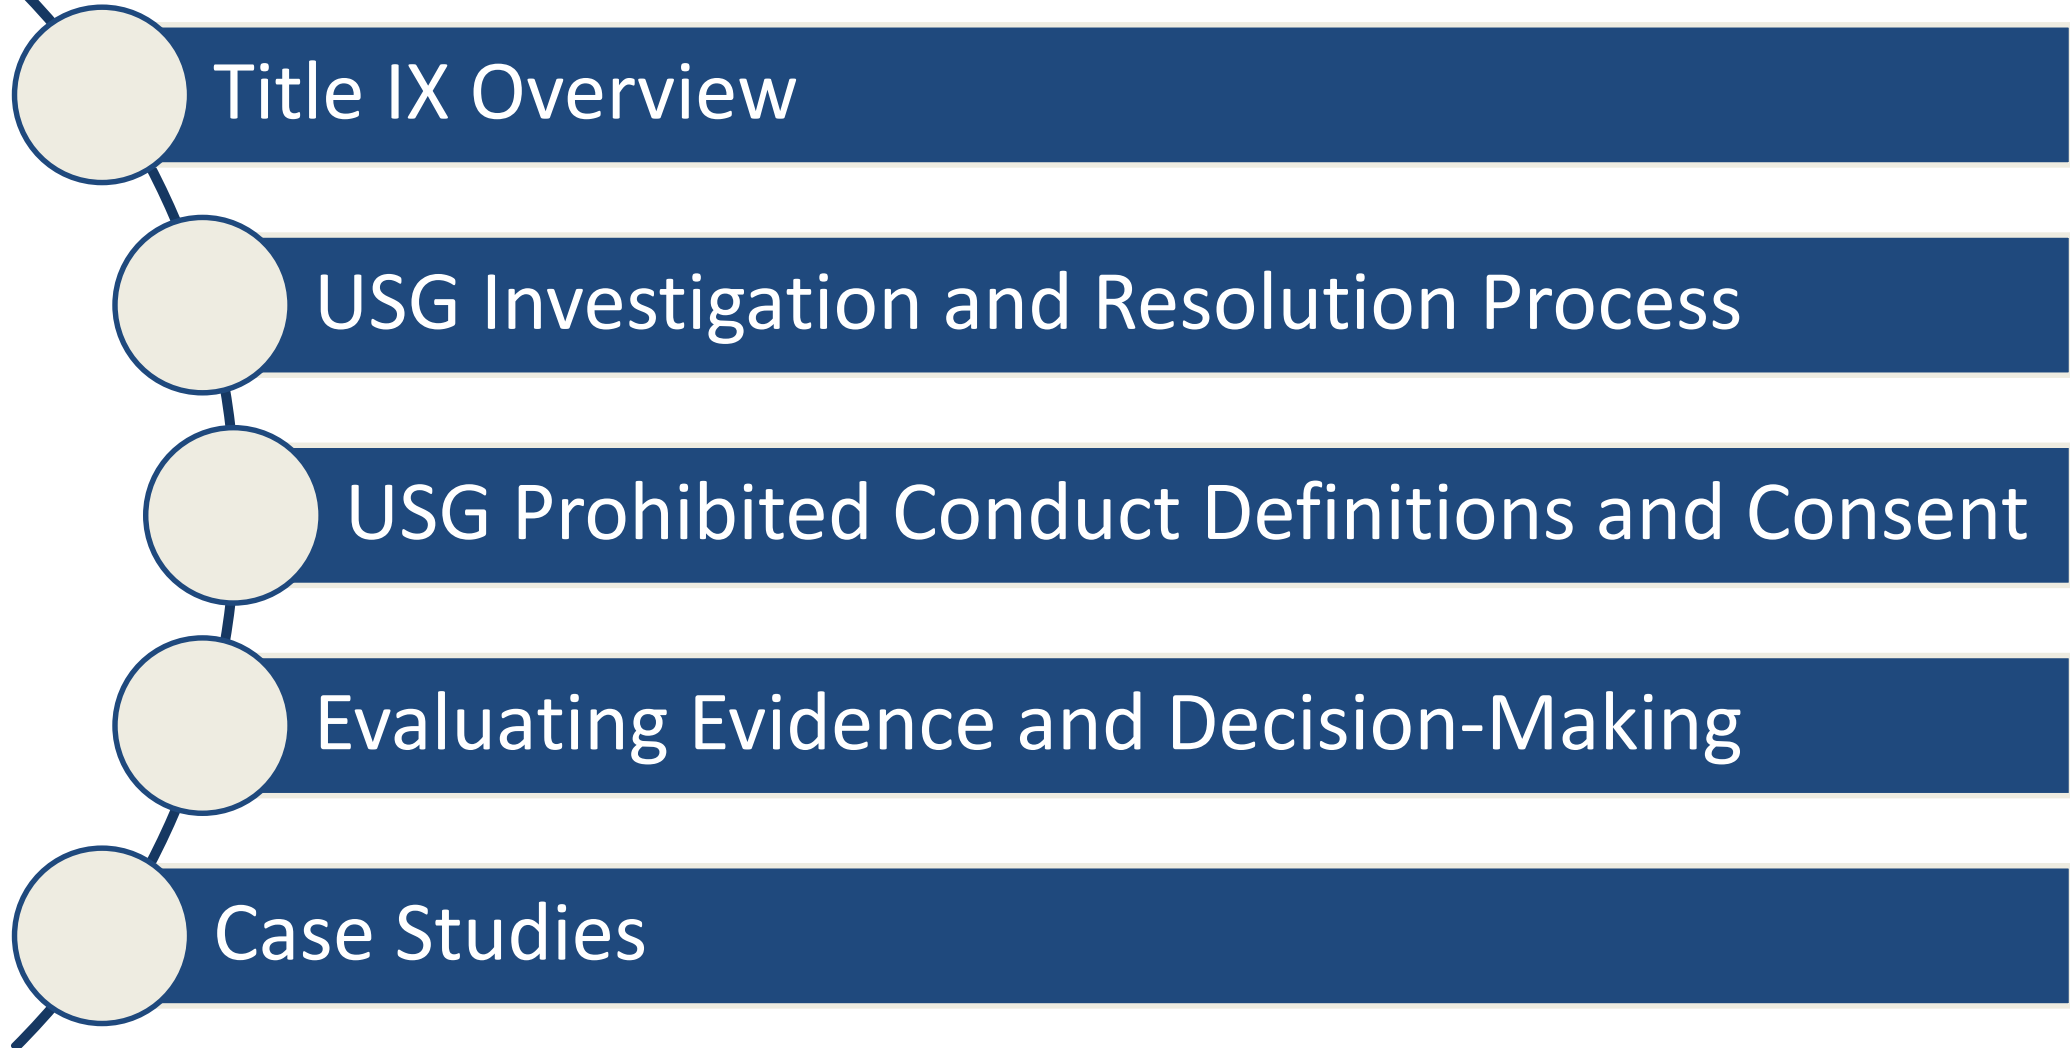 Title IX Overview
USG Investigation and Resolution Process
USG Prohibited Conduct Definitions and Consent
Evaluating Evidence and Decision-Making
Case Studies